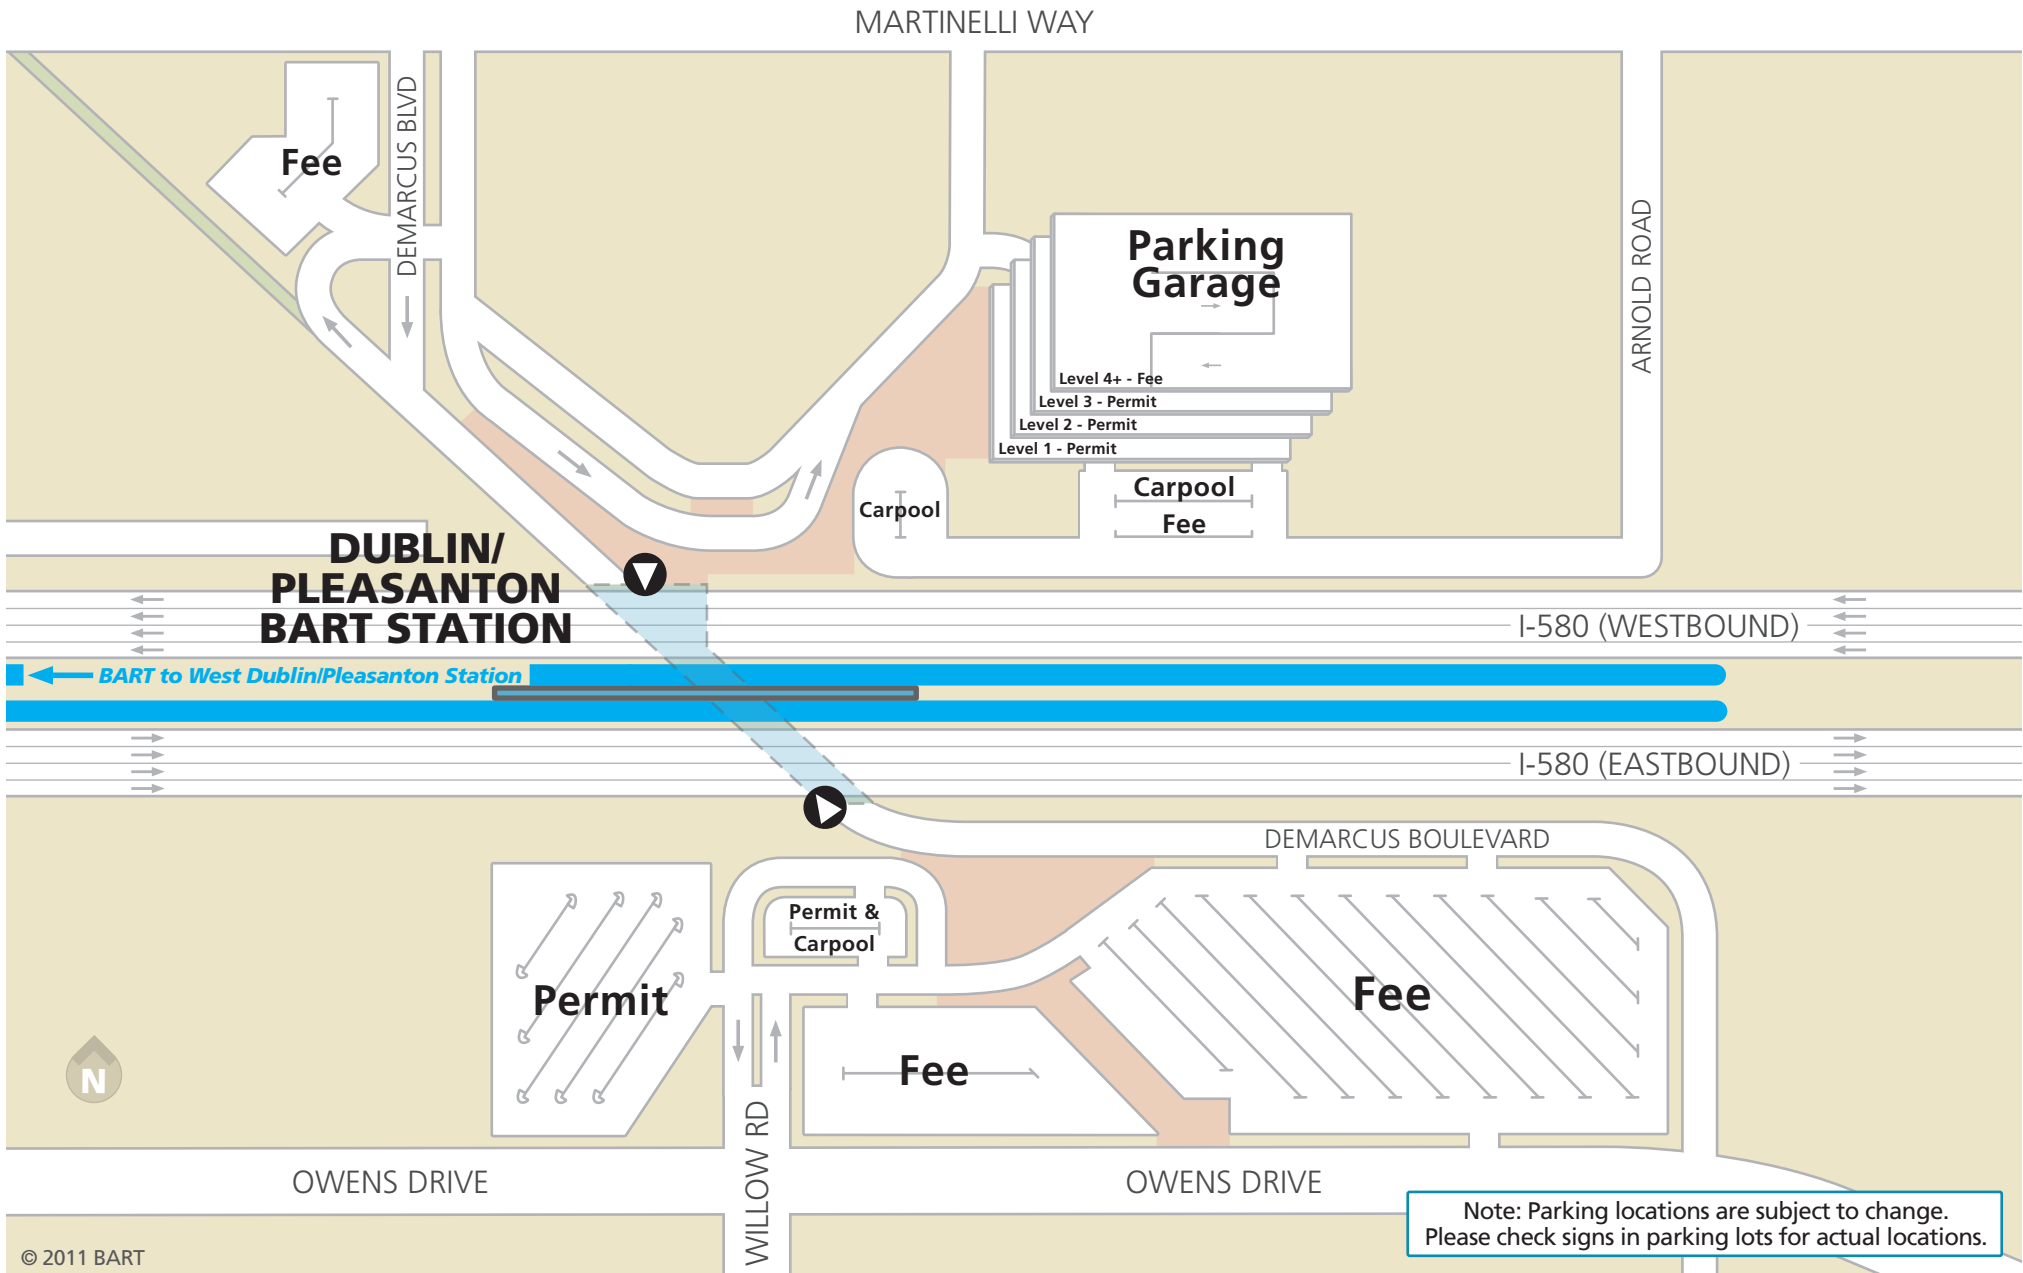 MARTINELLI WAY
DEMARCUS BLVD
Fee
ARNOLD ROAD
Parking
Garage
Level 4+ - Fee
Level 3 - Permit
Level 2 - Permit
Level 1 - Permit
Carpool
Fee
Carpool
DUBLIN/
PLEASANTON
BART STATION
I-580 (WESTBOUND)
BART to West Dublin/Pleasanton Station
I-580 (EASTBOUND)
DEMARCUS BOULEVARD
Permit &
Carpool
Permit
Fee
Fee
N
WILLOW RD
OWENS DRIVE
OWENS DRIVE
Note: Parking locations are subject to change.
Please check signs in parking lots for actual locations.
© 2011 BART